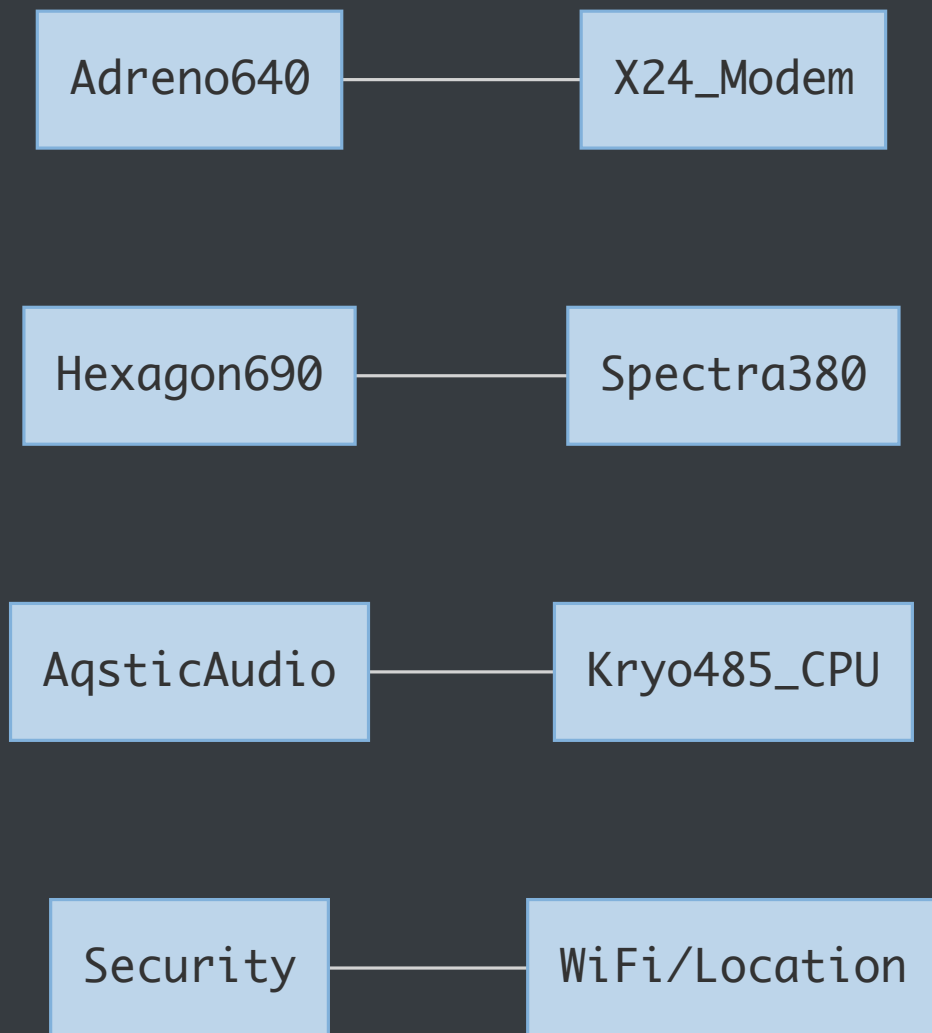 Adreno640 X24_Modem
Hexagon690 Spectra380
AqsticAudio Kryo485_CPU
Security WiFi/Location